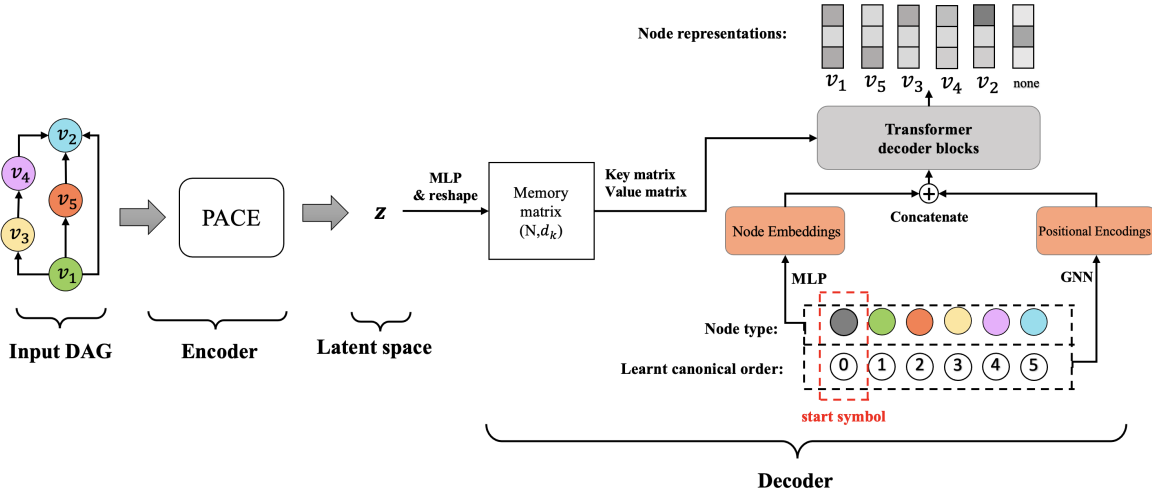 Node representations:
v1 v5 v3 v4 v2 none
v2
v4
v5
v3
v1
PACE
z
MLP
& reshape
Memory
matrix
(N,dk)
Key matrix
Value matrix
Transformer
decoder blocks
Concatenate
Node Embeddings
Positional Encodings
MLP
GNN
Node type:
Learnt canonical order:
0 1 2 3 4 5
start symbol
Input DAG
Encoder
Latent space
Decoder